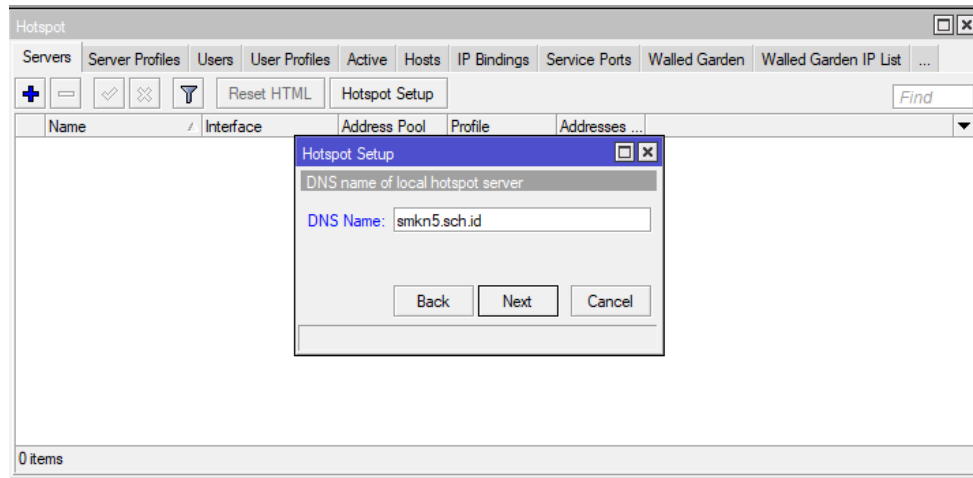 Hotspot
Servers Server Profiles Users User Profiles Active Hosts IP Bindings Service Ports Walled Garden Walled Garden IP List ...
Reset HTML Hotspot Setup Find
Name Interface Address Pool Profile Addresses ...
Hotspot Setup
DNS name of local hotspot server
DNS Name: smkn5.sch.id
Back Next Cancel
0 items